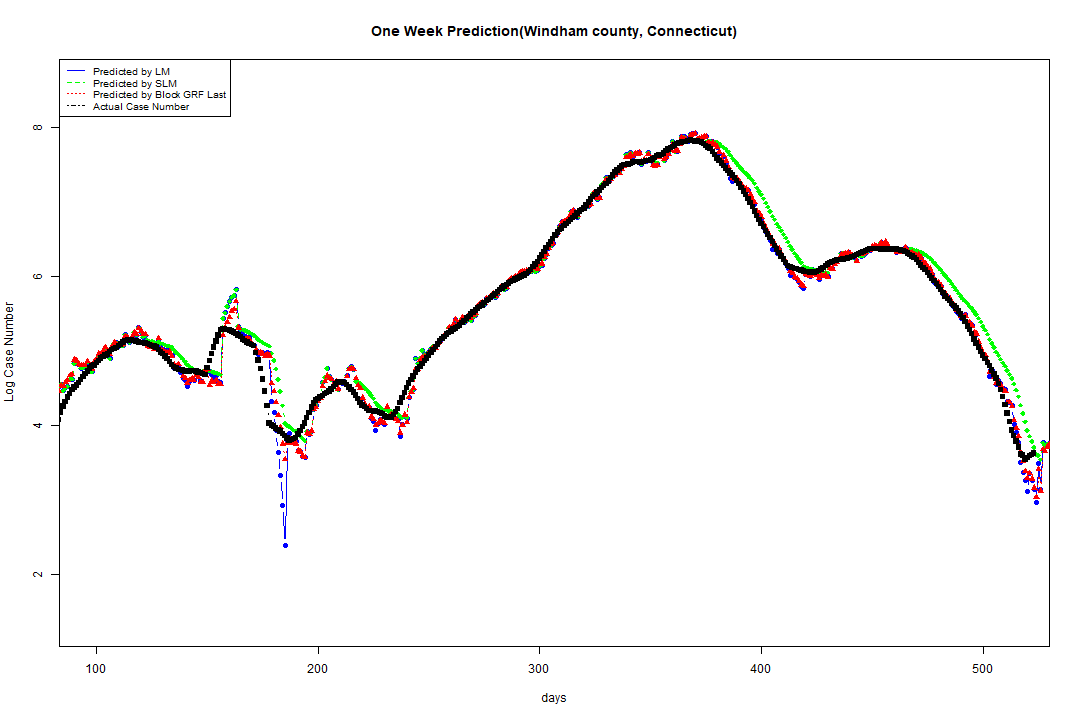 One Week Prediction(Windham county, Connecticut)
Predicted by LM
Predicted by SLM
Predicted by Block GRF Last
Actual Case Number
8
6
4
2
Log Case Number
100 200 300 400 500
days